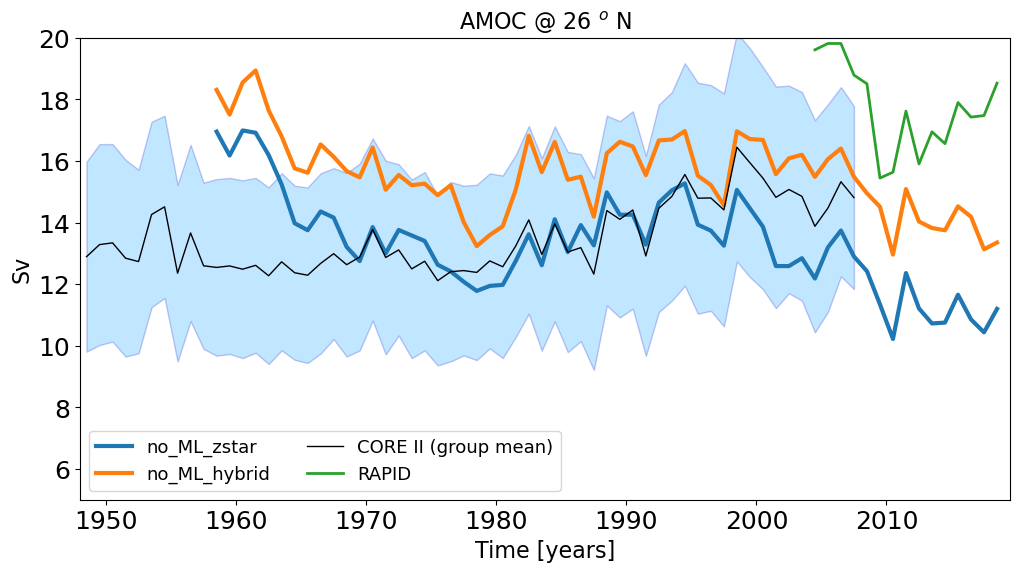 AMOC @ 26 ° N
20
18
16
14
12
10
8
6
Sv
no_ML_zstar
no_ML_hybrid
CORE II (group mean)
RAPID
1950 1960 1970 1980 1990 2000 2010
Time [years]